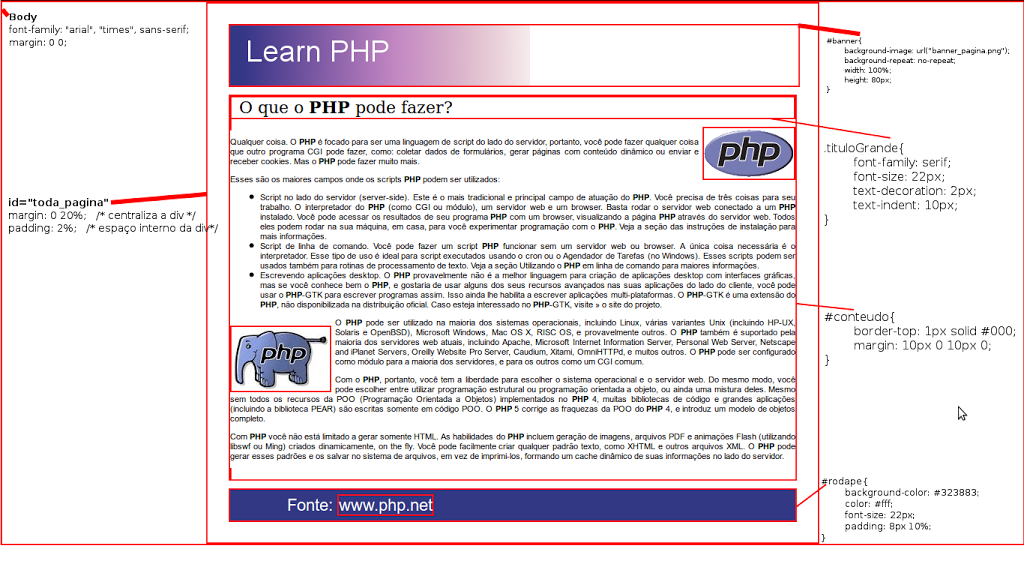 Body
font-family: "arial", "times", sans-serif;
margin: 0 0;
id="toda_pagina"
margin: 0 20%;   /* centraliza a div */
padding: 2%;   /* espaço interno da div*/
Learn PHP
O que o PHP pode fazer?
Qualquer coisa. O PHP é focado para ser uma linguagem de script do lado do servidor, portanto, você pode fazer qualquer coisa
que outro programa CGI pode fazer, como: coletar dados de formulários, gerar páginas com conteúdo dinâmico ou enviar e
receber cookies. Mas o PHP pode fazer muito mais.
php
Esses são os maiores campos onde os scripts PHP podem ser utilizados:
Script no lado do servidor (server-side). Este é o mais tradicional e principal campo de atuação do PHP. Você precisa de três coisas para seu
trabalho. O interpretador do PHP (como CGI ou módulo), um servidor web e um browser. Basta rodar o servidor web conectado a um PHP
instalado. Você pode acessar os resultados de seu programa PHP com um browser, visualizando a página PHP através do servidor web. Todos
eles podem rodar na sua máquina, em casa, para você experimentar programação com o PHP. Veja a seção das instruções de instalação para
mais informações.
Script de linha de comando. Você pode fazer um script PHP funcionar sem um servidor web ou browser. A única coisa necessária é o
interpretador. Esse tipo de uso é ideal para script executados usando o cron ou o Agendador de Tarefas (no Windows). Esses scripts podem ser
usados também para rotinas de processamento de texto. Veja a seção Utilizando o PHP em linha de comando para maiores informações.
Escrevendo aplicações desktop. O PHP provavelmente não é a melhor linguagem para criação de aplicações desktop com interfaces gráficas,
mas se você conhece bem o PHP, e gostaria de usar alguns dos seus recursos avançados nas suas aplicações do lado do cliente, você pode
usar o PHP-GTK para escrever programas assim. Isso ainda lhe habilita a escrever aplicações multi-plataformas. O PHP-GTK é uma extensão do
PHP, não disponibilizada na distribuição oficial. Caso esteja interessado no PHP-GTK, visite » o site do projeto.
php
O PHP pode ser utilizado na maioria dos sistemas operacionais, incluindo Linux, várias variantes Unix (incluindo HP-UX,
Solaris e OpenBSD), Microsoft Windows, Mac OS X, RISC OS, e provavelmente outros. O PHP também é suportado pela
maioria dos servidores web atuais, incluindo Apache, Microsoft Internet Information Server, Personal Web Server, Netscape
and iPlanet Servers, Oreilly Website Pro Server, Caudium, Xitami, OmniHTTPd, e muitos outros. O PHP pode ser configurado
como módulo para a maioria dos servidores, e para os outros como um CGI comum.
Com o PHP, portanto, você tem a liberdade para escolher o sistema operacional e o servidor web. Do mesmo modo, você
pode escolher entre utilizar programação estrutural ou programação orientada a objeto, ou ainda uma mistura deles. Mesmo
sem todos os recursos da POO (Programação Orientada a Objetos) implementados no PHP 4, muitas bibliotecas de código e grandes aplicações
(incluindo a biblioteca PEAR) são escritas somente em código POO. O PHP 5 corrige as fraquezas da POO do PHP 4, e introduz um modelo de objetos
completo.
Com PHP você não está limitado a gerar somente HTML. As habilidades do PHP incluem geração de imagens, arquivos PDF e animações Flash (utilizando
libswf ou Ming) criados dinamicamente, on the fly. Você pode facilmente criar qualquer padrão texto, como XHTML e outros arquivos XML. O PHP pode
gerar esses padrões e os salvar no sistema de arquivos, em vez de imprimi-los, formando um cache dinâmico de suas informações no lado do servidor.
Fonte: www.php.net
#banner{
background-image: url("banner_pagina.png");
background-repeat: no-repeat;
width: 100%;
height: 80px;
}
.tituloGrande{
font-family: serif;
font-size: 22px;
text-decoration: 2px;
text-indent: 10px;
}
#conteudo{
border-top: 1px solid #000;
margin: 10px 0 10px 0;
}
#rodape{
background-color: #323883;
color: #fff;
font-size: 22px;
padding: 8px 10%;
}